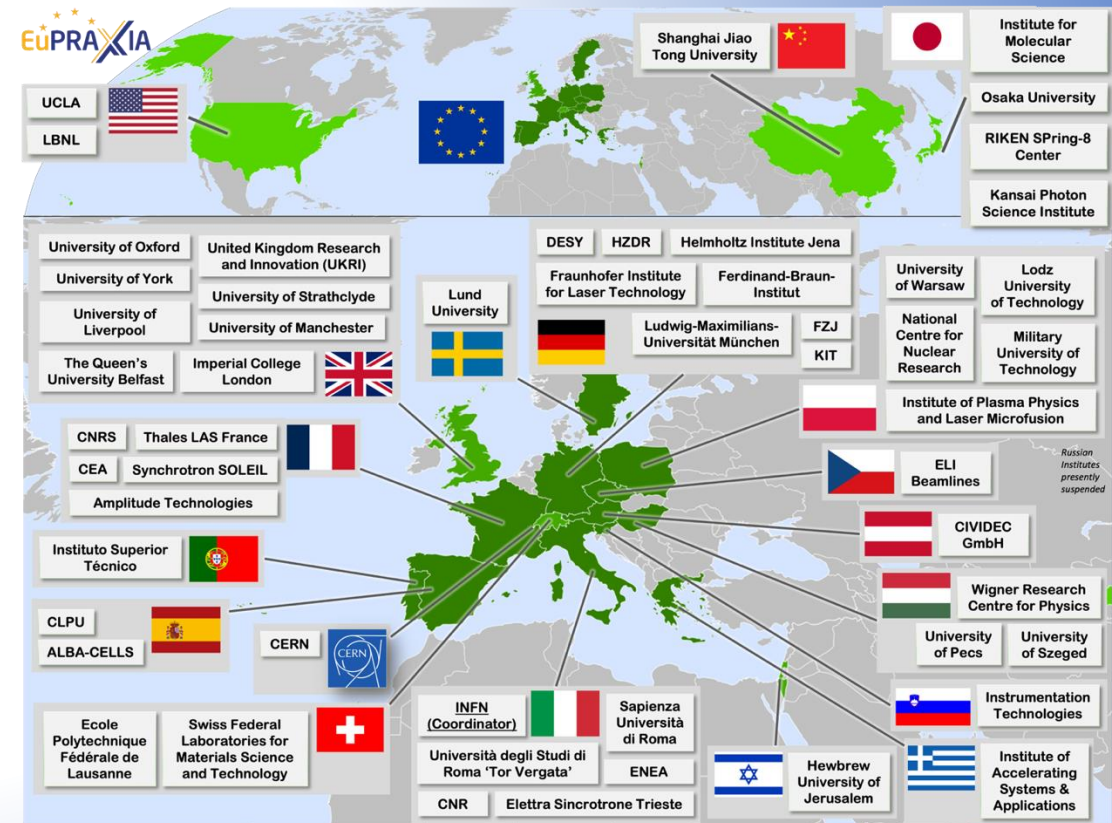 EuPRAXIA
UCLA
LBNL
Shanghai Jiao
Tong University
Institute for
Molecular
Science
Osaka University
RIKEN SPring-8
Center
Kansai Photon
Science Institute
University of Oxford
University of York
University of
Liverpool
The Queen's
University Belfast
United Kingdom Research
and Innovation (UKRI)
University of Strathclyde
University of Manchester
Imperial College
London
Lund
University
DESY
HZDR
Helmholtz Institute Jena
Fraunhofer Institute
for Laser Technology
Ferdinand-Braun-
Institut
Ludwig-Maximilians-
Universität München
FZJ
KIT
University
of Warsaw
Lodz
University
of Technology
National
Centre for
Nuclear
Research
Military
University of
Technology
Institute of Plasma Physics
and Laser Microfusion
CNRS
Thales LAS France
CEA
Synchrotron SOLEIL
Amplitude Technologies
ELI
Beamlines
Russian
Institutes
presently
suspended
CIVIDEC
GmbH
Instituto Superior
Técnico
Wigner Research
Centre for Physics
University
of Pecs
University
of Szeged
CLPU
ALBA-CELLS
CERN
CERN
Instrumentation
Technologies
Ecole
Polytechnique
Fédérale de
Lausanne
Swiss Federal
Laboratories for
Materials Science
and Technology
INFN
(Coordinator)
Sapienza
Università
di Roma
Università degli Studi di
Roma 'Tor Vergata'
ENEA
CNR
Elettra Sincrotrone Trieste
Hewbrew
University of
Jerusalem
Institute of
Accelerating
Systems &
Applications